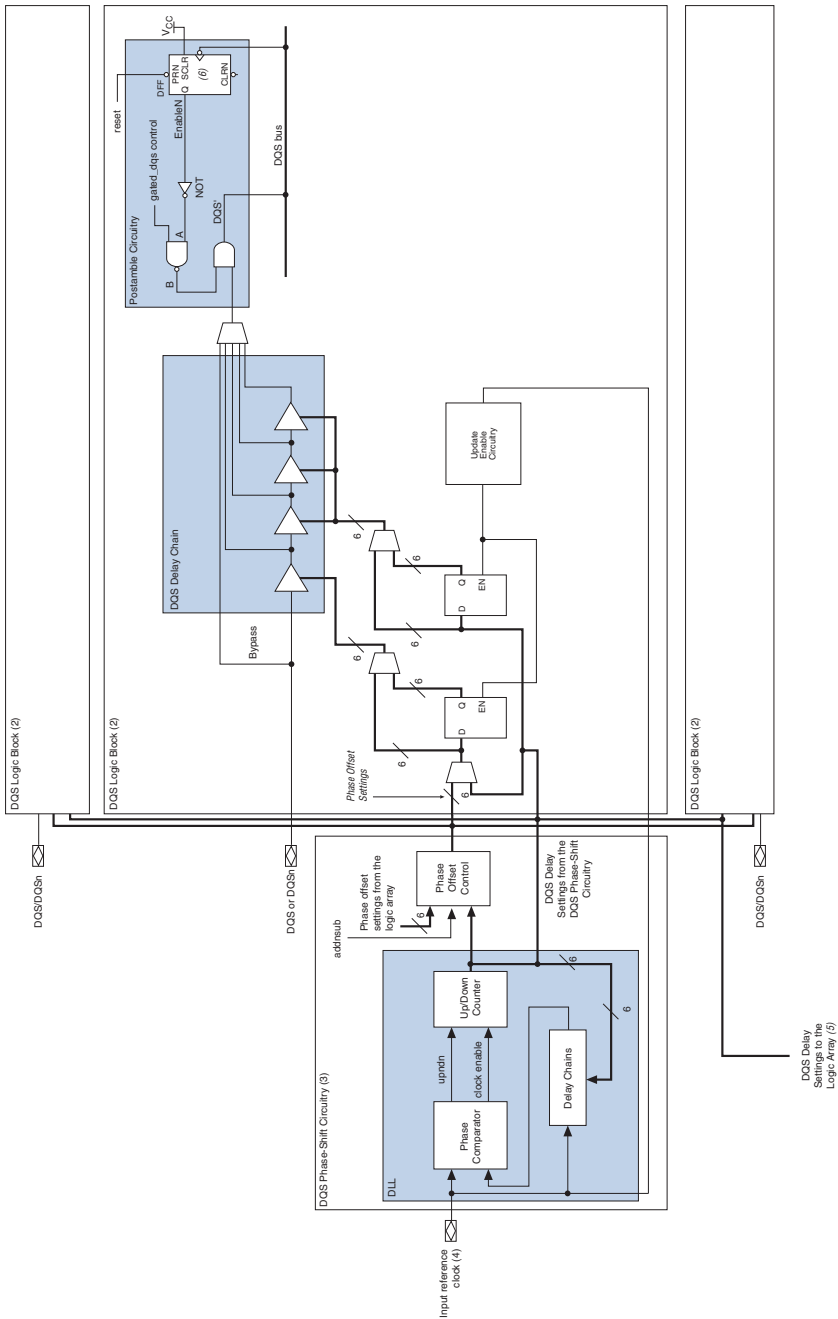 DQS Logic Block (2)
DQS/DQSn
DQS Logic Block (2)
Postamble Circuitry
reset
gated_dqs control
DFF
PRN
SCLR
Q
(6)
CLRN
VCC
EnableN
NOT
A
B
DQS'
DQS bus
DQS Delay Chain
Bypass
DQS or DQSn
6
6
6
D
Q
EN
Update
Enable
Circuitry
6
6
6
D
Q
EN
Phase Offset
Settings
6
DQS Logic Block (2)
DQS/DQSn
DQS Phase-Shift Circuitry (3)
addnsub
Phase offset
settings from the
logic array
6
Phase
Offset
Control
DQS Delay
Settings from the
DQS Phase-Shift
Circuitry
DLL
Input reference
clock (4)
Phase
Comparator
upndn
clock enable
Up/Down
Counter
Delay Chains
6
6
DQS Delay
Settings to the
Logic Array (5)